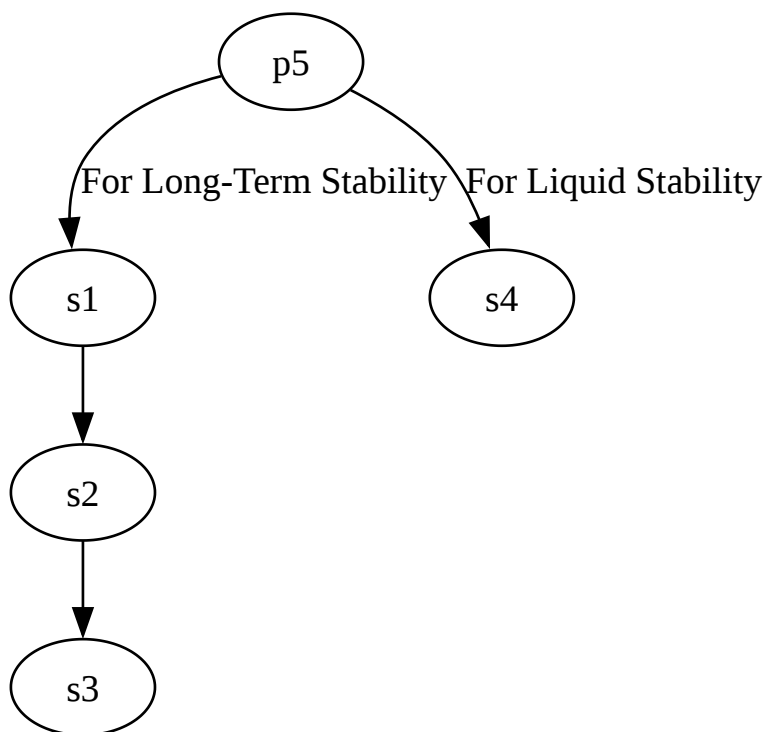 p5
For Long-Term Stability
For Liquid Stability
s1
s4
s2
s3